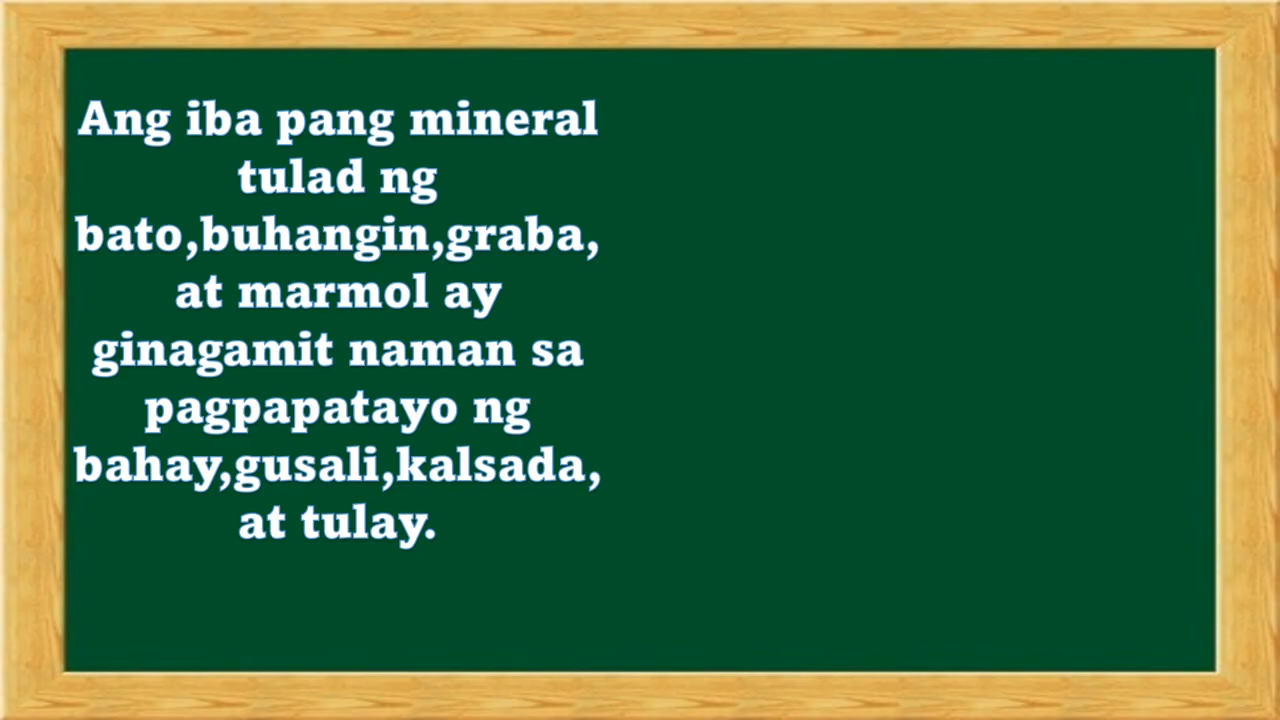 Ang iba pang mineral
tulad ng
bato,buhangin,graba,
at marmol ay
ginagamit naman sa
pagpapatayo ng
bahay,gusali,kalsada,
at tulay.